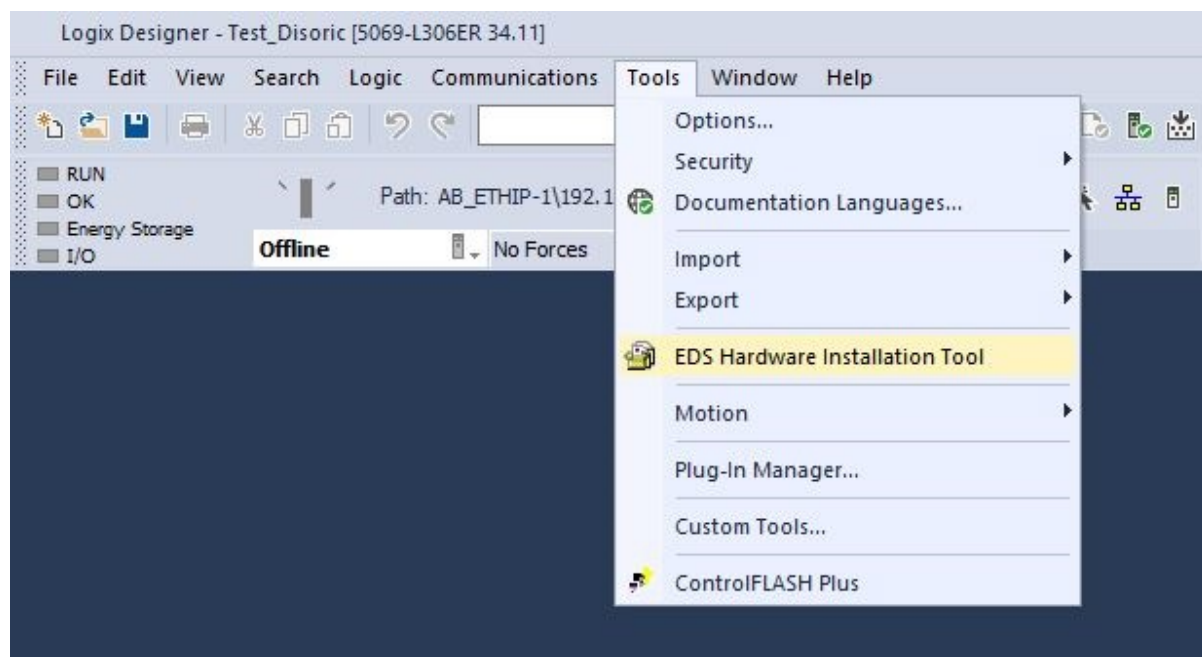 Logix Designer - Test_Disoric [5069-L306ER 34.11]
File Edit View Search Logic Communications Tools Window Help
RUN
OK
Energy Storage
I/O
Path: AB_ETHIP-1\192.1
Offline
No Forces
Options...
Security
Documentation Languages...
Import
Export
EDS Hardware Installation Tool
Motion
Plug-In Manager...
Custom Tools...
ControlFLASH Plus